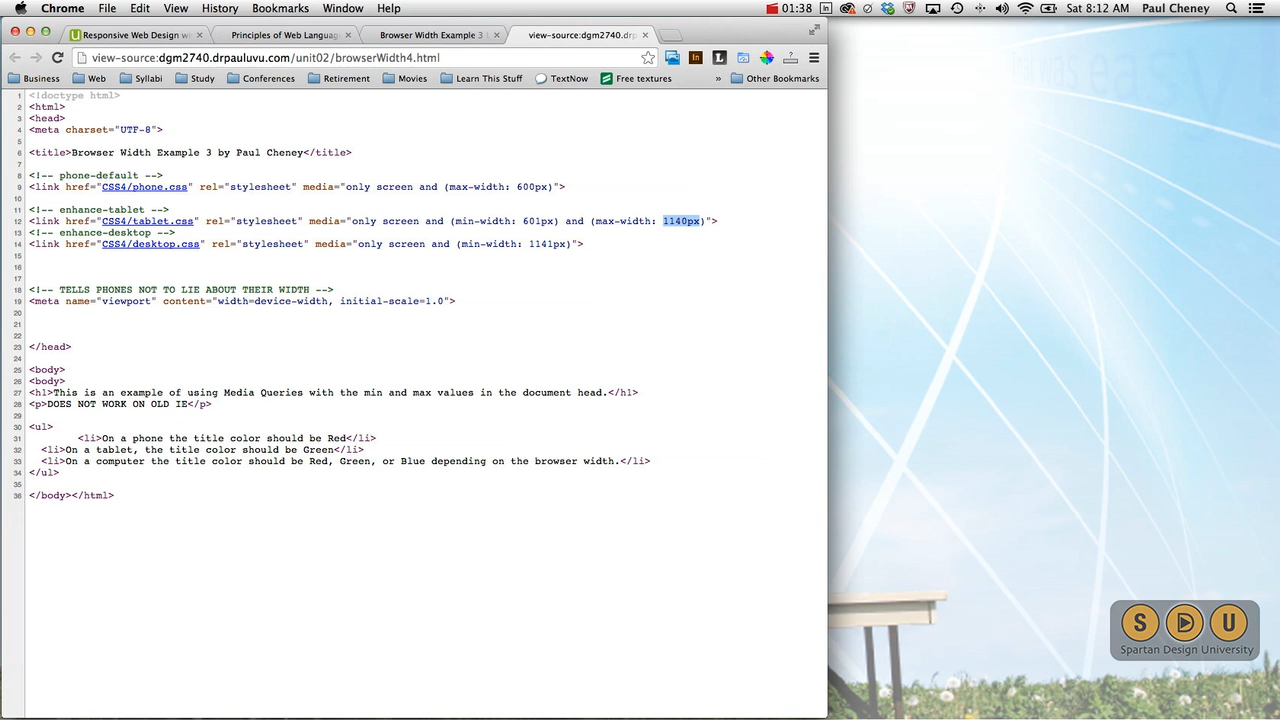 Chrome File Edit View History Bookmarks Window Help 01:38 Sat 8:12 AM Paul Cheney
Responsive Web Design w Principles of Web Languag Browser Width Example 3 view-source:dgm2740.drp
view-source:dgm2740.drpauluvu.com/unit02/browserWidth4.html
Business Web Syllabi Study Conferences Retirement Movies Learn This Stuff TextNow Free textures » Other Bookmarks
1 <!doctype html>
2 <html>
3 <head>
4 <meta charset="UTF-8">
5
6 <title>Browser Width Example 3 by Paul Cheney</title>
7
8 <!-- phone-default -->
9 <link href="CSS4/phone.css" rel="stylesheet" media="only screen and (max-width: 600px)">
10
11 <!-- enhance-tablet -->
12 <link href="CSS4/tablet.css" rel="stylesheet" media="only screen and (min-width: 601px) and (max-width: 1140px)">
13 <!-- enhance-desktop -->
14 <link href="CSS4/desktop.css" rel="stylesheet" media="only screen and (min-width: 1141px)">
15
16
17
18 <!-- TELLS PHONES NOT TO LIE ABOUT THEIR WIDTH -->
19 <meta name="viewport" content="width=device-width, initial-scale=1.0">
20
21
22
23 </head>
24
25 <body>
26 <body>
27 <h1>This is an example of using Media Queries with the min and max values in the document head.</h1>
28 <p>DOES NOT WORK ON OLD IE</p>
29
30 <ul>
31 <li>On a phone the title color should be Red</li>
32 <li>On a tablet, the title color should be Green</li>
33 <li>On a computer the title color should be Red, Green, or Blue depending on the browser width.</li>
34 </ul>
35
36 </body></html>
S D U
Spartan Design University